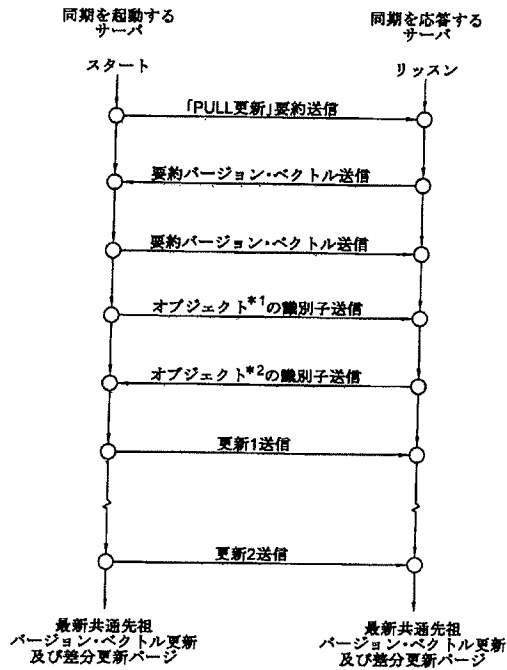 同期を起動する
サーバ
同期を応答する
サーバ
スタート
リッスン
「PULL更新」要約送信
要約バージョン・ベクトル送信
要約バージョン・ベクトル送信
オブジェクト*1の識別子送信
オブジェクト*2の識別子送信
更新1送信
更新2送信
最新共通先祖
バージョン・ベクトル更新
及び差分更新パージ
最新共通先祖
バージョン・ベクトル更新
及び差分更新パージ